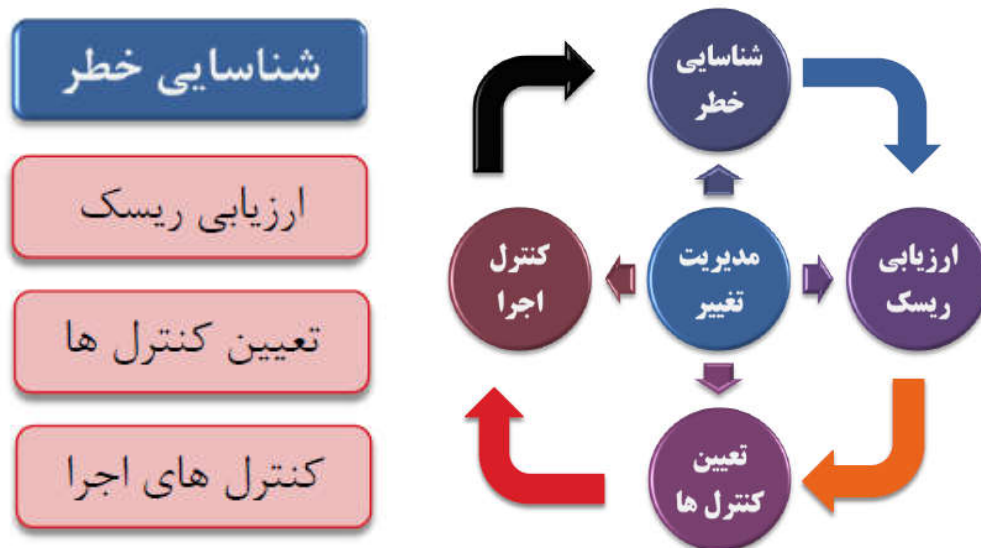 شناسایی خطر
ارزیابی ریسک
تعیین کنترل ها
کنترل های اجرا
شناسایی
خطر
ارزیابی
ریسک
مدیریت
تغییر
کنترل
اجرا
تعیین
کنترل ها